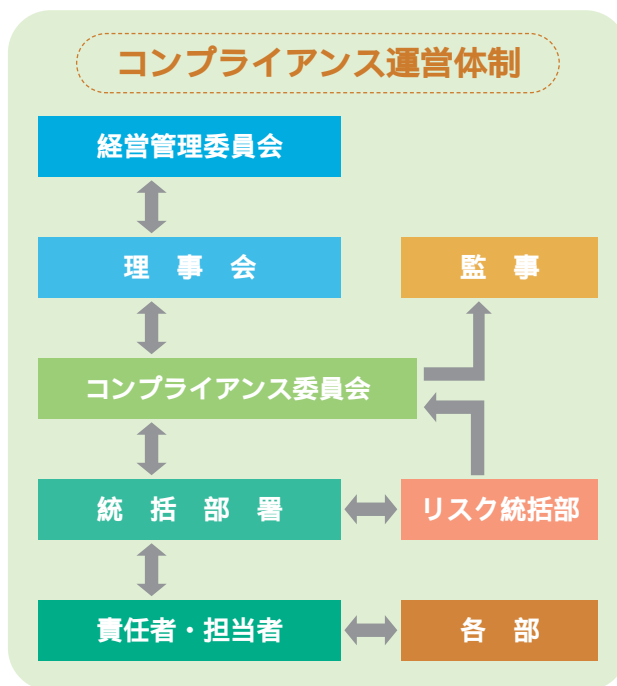 コンプライアンス運営体制
経営管理委員会
理　事　会
監　事
コンプライアンス委員会
統　括　部　署
リスク統括部
責任者・担当者
各　部